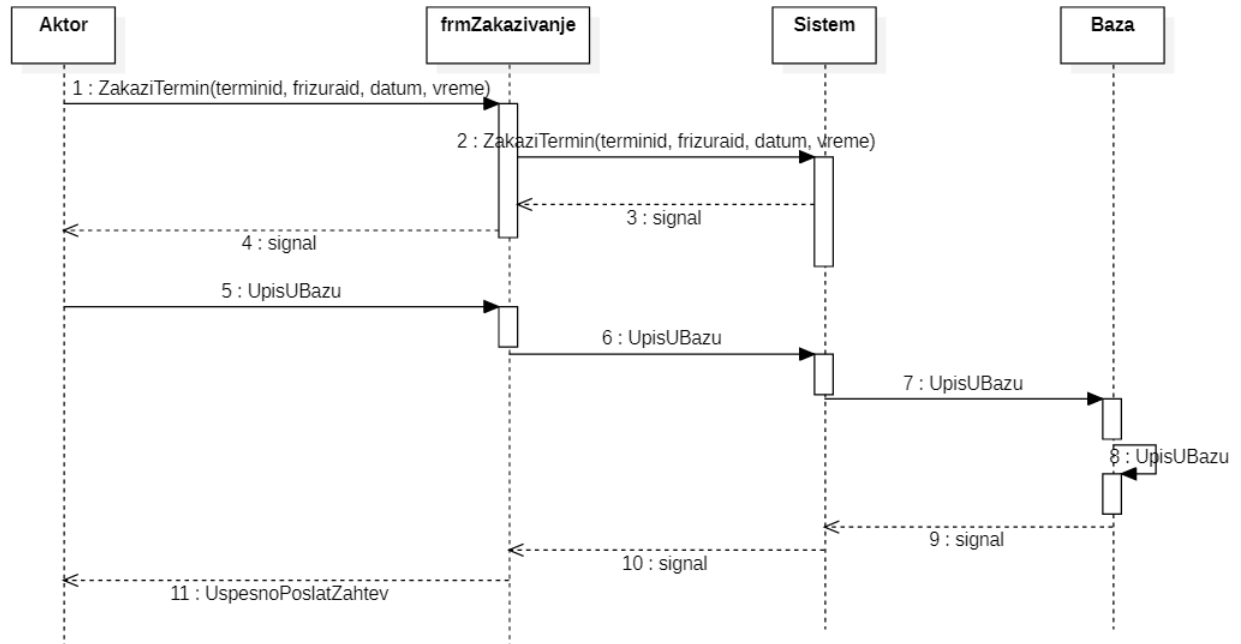 Aktor
frmZakazivanje
Sistem
Baza
1 : ZakaziTermin(terminid, frizuraid, datum, vreme)
2 : ZakaziTermin(terminid, frizuraid, datum, vreme)
3 : signal
4 : signal
5 : UpisUBazu
6 : UpisUBazu
7 : UpisUBazu
8 : UpisUBazu
9 : signal
10 : signal
11 : UspesnoPoslatZahtev